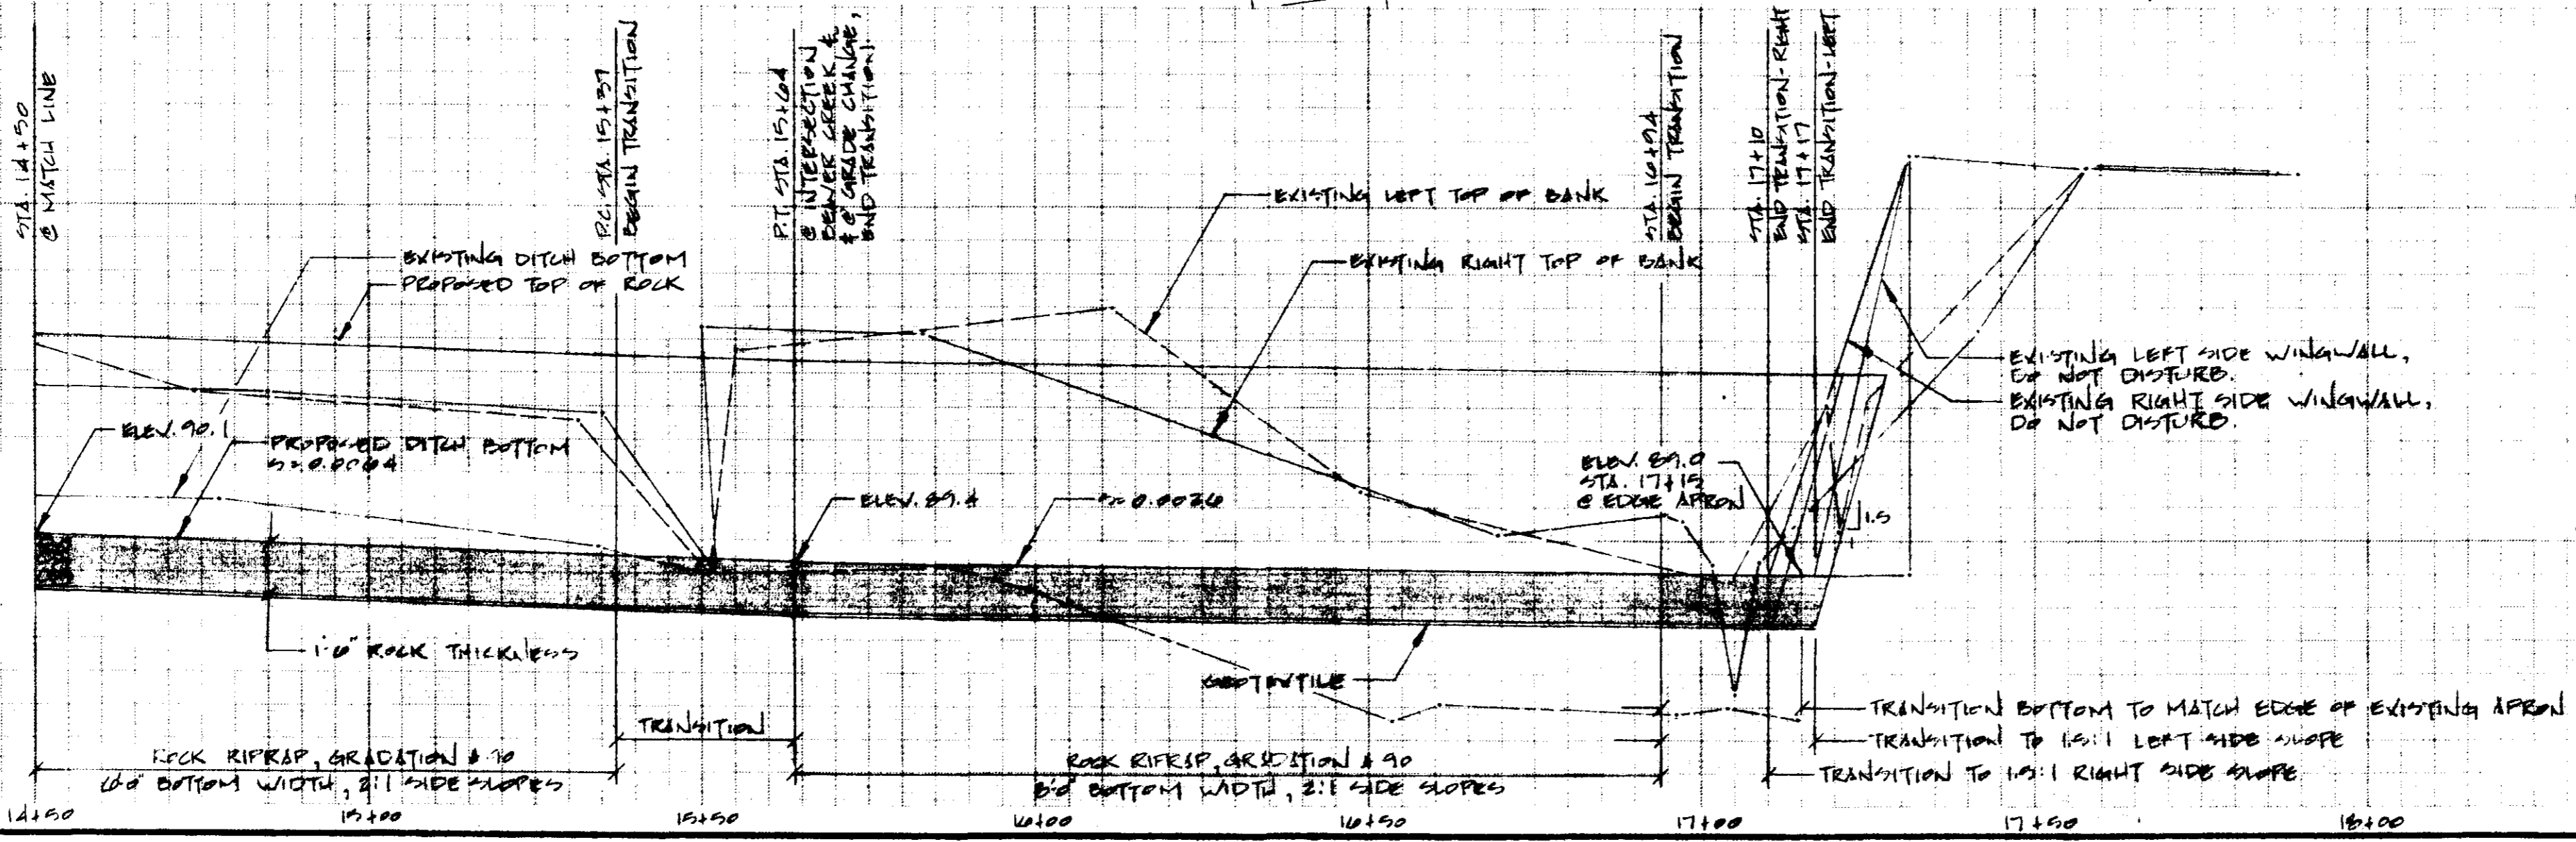 STA. 14+50
@ MATCH LINE
P.C. STA. 15+37
BEGIN TRANSITION
P.T. STA. 15+64
@ INTERSECTION
BEAVER CREEK &
& @ GRADE CHANGE,
END TRANSITION.
STA. 16+94
BEGIN TRANSITION
STA. 17+10
END TRANSITION-RIGHT
STA. 17+17
END TRANSITION-LEFT
EXISTING LEFT TOP OF BANK
EXISTING RIGHT TOP OF BANK
EXISTING DITCH BOTTOM
PROPOSED TOP OF ROCK
EXISTING LEFT SIDE WINGWALL,
DO NOT DISTURB.
EXISTING RIGHT SIDE WINGWALL,
DO NOT DISTURB.
ELEV. 90.1
PROPOSED DITCH BOTTOM
S=0.0064
ELEV. 89.4
S=0.0026
ELEV. 89.0
STA. 17+15
@ EDGE APRON
1.5
1
1'-6" ROCK THICKNESS
GEOTEXTILE
TRANSITION
TRANSITION BOTTOM TO MATCH EDGE OF EXISTING APRON
TRANSITION TO 1.5:1 LEFT SIDE SLOPE
TRANSITION TO 1.5:1 RIGHT SIDE SLOPE
ROCK RIPRAP, GRADATION # 70
BOTTOM WIDTH, 2:1 SIDE SLOPES
ROCK RIPRAP, GRADATION # 90
8'-0" BOTTOM WIDTH, 2:1 SIDE SLOPES
14+50
15+00
15+50
16+00
16+50
17+00
17+50
18+00